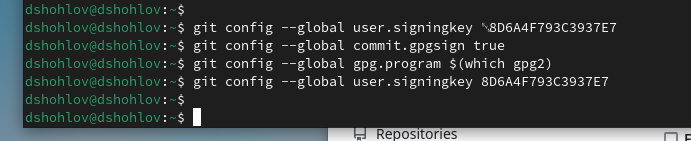 dshohlov@dshohlov:~$
dshohlov@dshohlov:~$ git config --global user.signingkey 8D6A4F793C3937E7
dshohlov@dshohlov:~$ git config --global commit.gpgsign true
dshohlov@dshohlov:~$ git config --global gpg.program $(which gpg2)
dshohlov@dshohlov:~$ git config --global user.signingkey 8D6A4F793C3937E7
dshohlov@dshohlov:~$
dshohlov@dshohlov:~$
Repositories